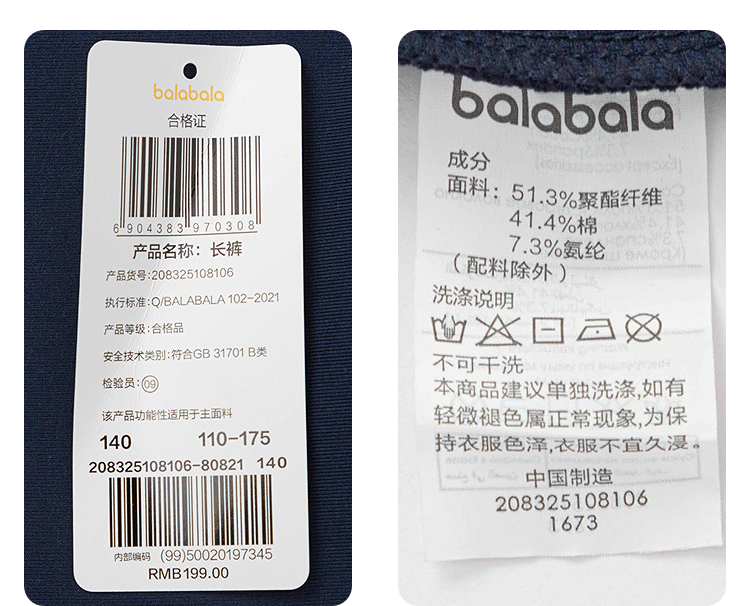 balabala
合格证
6 904383 970308
产品名称：长裤
产品货号:208325108106
执行标准:Q/BALABALA 102-2021
产品等级:合格品
安全技术类别:符合GB 31701 B类
检验员:09
该产品功能性适用于主面料
140 110-175
208325108106-80821 140
内部编码 (99)50020197345
RMB199.00
balabala
成分
面料：51.3%聚酯纤维
41.4%棉
7.3%氨纶
（配料除外）
洗涤说明
不可干洗
本商品建议单独洗涤,如有
轻微褪色属正常现象,为保
持衣服色泽,衣服不宜久浸。
中国制造
208325108106
1673